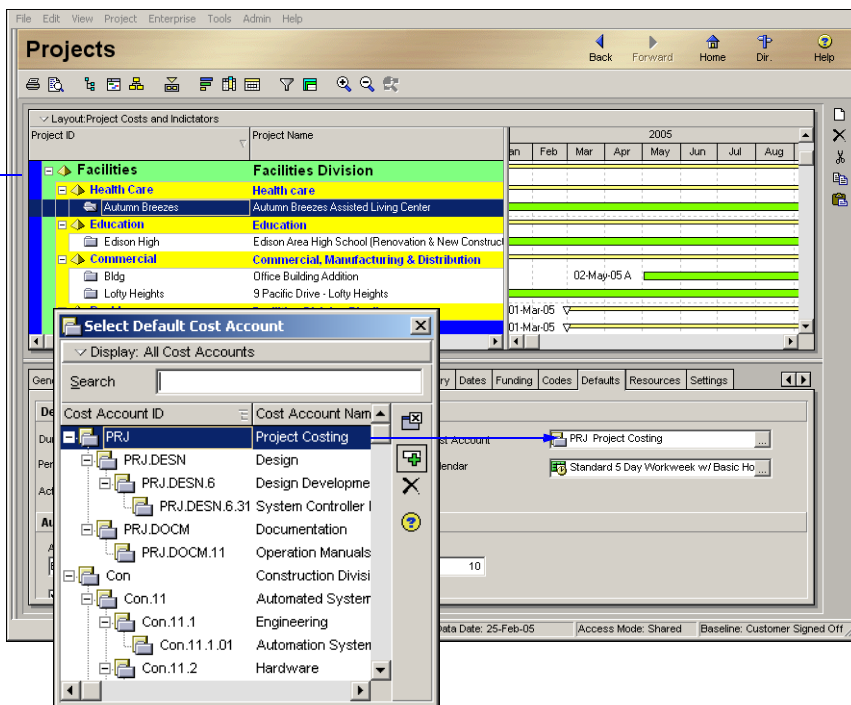 File Edit View Project Enterprise Tools Admin Help
Projects
Back Forward Home Dir. Help
Layout:Project Costs and Indictators
Project ID Project Name 2005
Feb Mar Apr May Jun Jul Aug
Facilities Facilities Division
Health Care Health care
Autumn Breezes Autumn Breezes Assisted Living Center
Education Education
Edison High Edison Area High School (Renovation & New Construct
Commercial Commercial, Manufacturing & Distribution
Bldg Office Building Addition 02-May-05 A
Lofty Heights 9 Pacific Drive - Lofty Heights
01-Mar-05
01-Mar-05
Select Default Cost Account
Display: All Cost Accounts
Search
Dates Funding Codes Defaults Resources Settings
Cost Account ID Cost Account Nam
PRJ Project Costing
PRJ.DESN Design
PRJ.DESN.6 Design Developme
PRJ.DESN.6.31 System Controller
PRJ.DOCM Documentation
PRJ.DOCM.11 Operation Manuals
Con Construction Divisi
Con.11 Automated System
Con.11.1 Engineering
Con.11.1.01 Automation System
Con.11.2 Hardware
Account PRJ Project Costing ...
Standard 5 Day Workweek w/ Basic Ho ...
10
Data Date: 25-Feb-05 Access Mode: Shared Baseline: Customer Signed Off